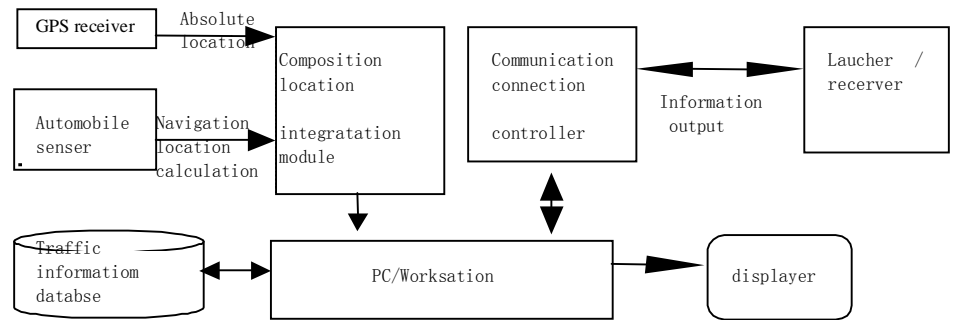 GPS receiver
Absolute
location
Composition
location
integratation
module
Communication
connection
controller
Laucher /
recerver
Information
output
Automobile
senser
Navigation
location
calculation
Traffic
informatiom
databse
PC/Worksation
displayer